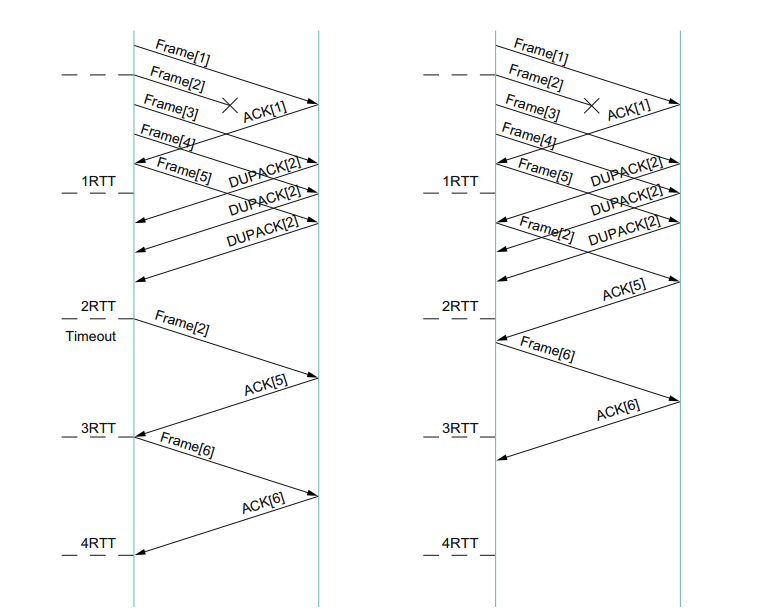 Frame[1]
Frame[2]
Frame[3]
ACK[1]
Frame[4]
Frame[5]
1RTT
DUPACK[2]
DUPACK[2]
DUPACK[2]
2RTT
Timeout
Frame[2]
ACK[5]
3RTT
Frame[6]
ACK[6]
4RTT
Frame[1]
Frame[2]
Frame[3]
ACK[1]
Frame[4]
Frame[5]
1RTT
DUPACK[2]
DUPACK[2]
DUPACK[2]
Frame[2]
ACK[5]
2RTT
Frame[6]
ACK[6]
3RTT
4RTT